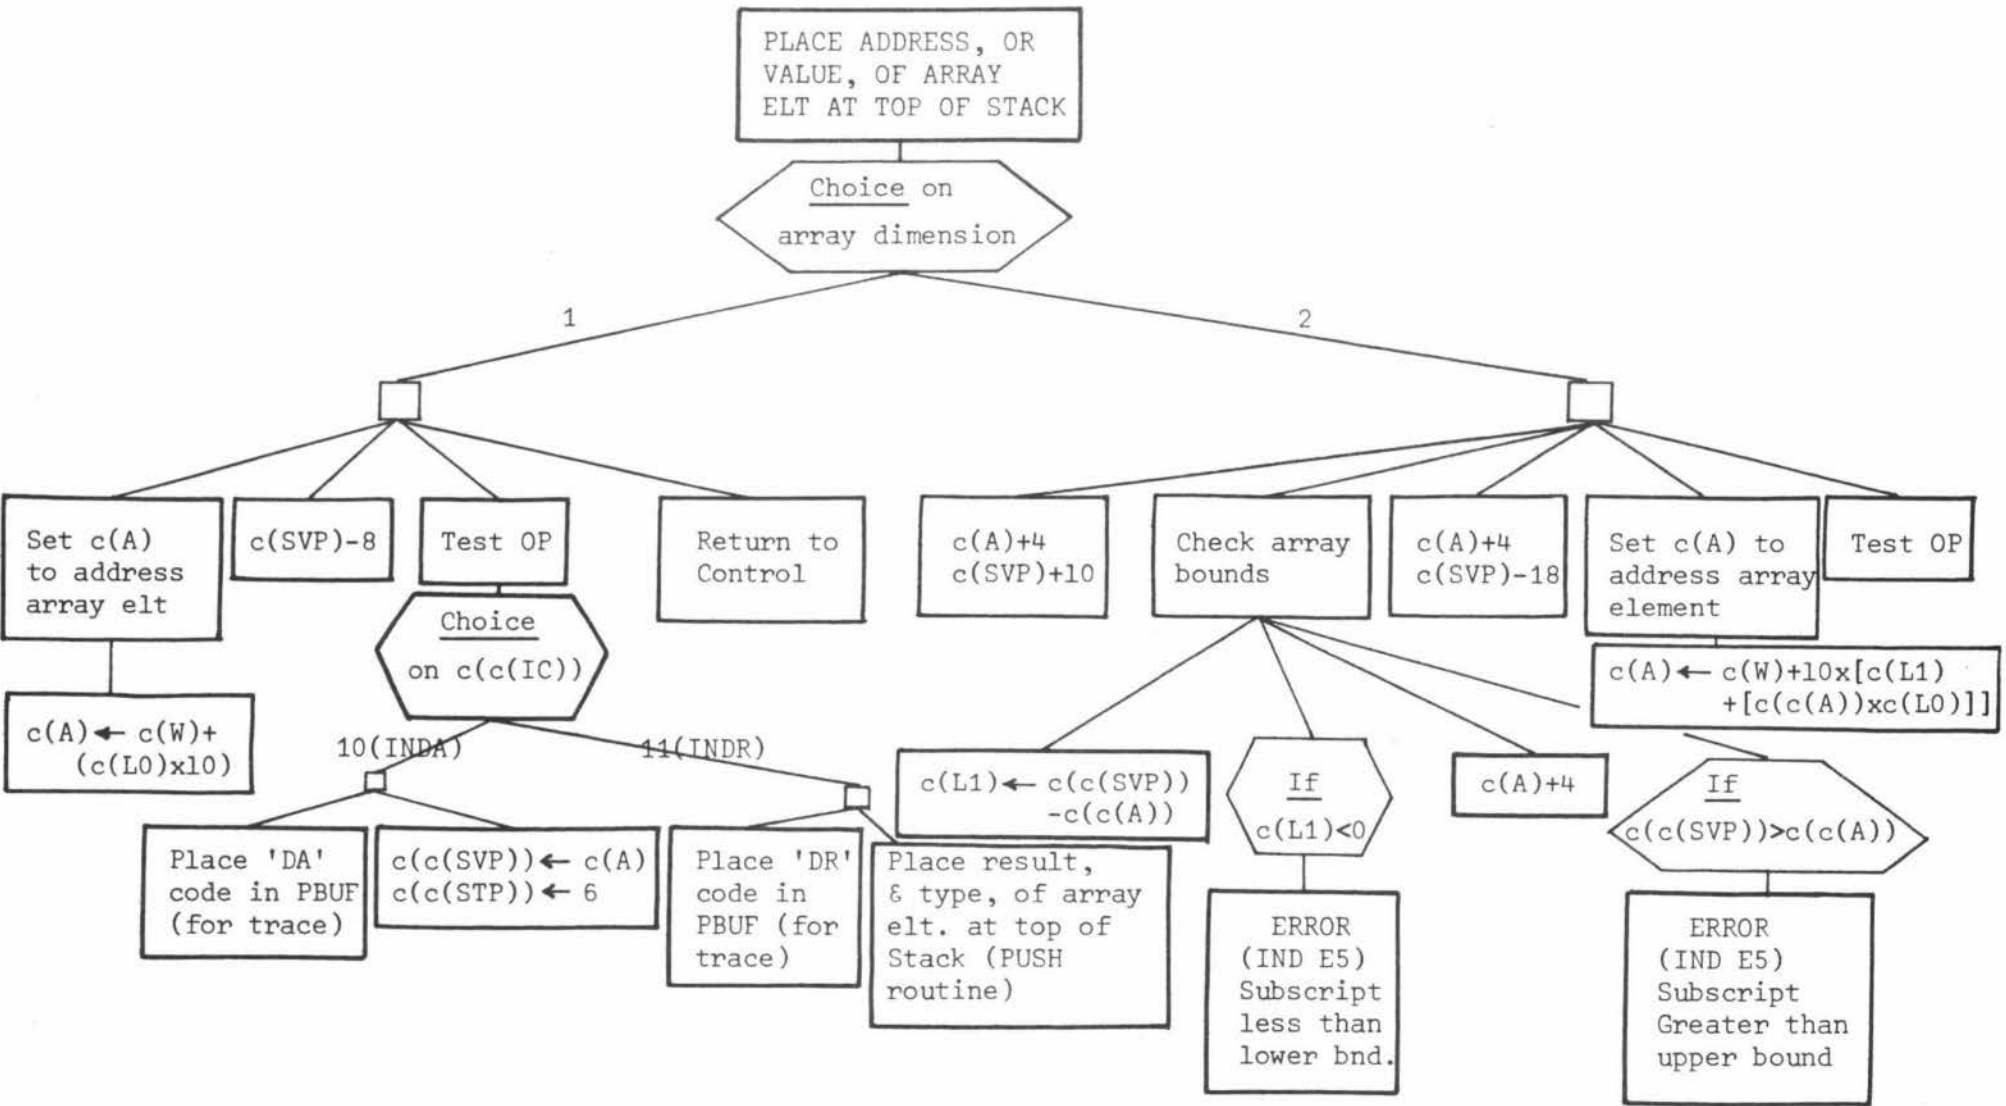 PLACE ADDRESS, OR
VALUE, OF ARRAY
ELT AT TOP OF STACK
Choice on
array dimension
1
2
Set c(A)
to address
array elt
c(SVP)-8
Test OP
Return to
Control
c(A)+4
c(SVP)+10
Check array
bounds
c(A)+4
c(SVP)-18
Set c(A) to
address array
element
Test OP
c(A)← c(W)+
(c(L0)x10)
Choice
on c(c(IC))
10(INDA)
11(INDR)
c(A)← c(W)+10x[c(L1)
+[c(c(A))xc(L0)]]
c(L1)← c(c(SVP))
-c(c(A))
If
c(L1)<0
c(A)+4
If
c(c(SVP))>c(c(A))
Place 'DA'
code in PBUF
(for trace)
c(c(SVP))← c(A)
c(c(STP))← 6
Place 'DR'
code in
PBUF (for
trace)
Place result,
& type, of array
elt. at top of
Stack (PUSH
routine)
ERROR
(IND E5)
Subscript
less than
lower bnd.
ERROR
(IND E5)
Subscript
Greater than
upper bound